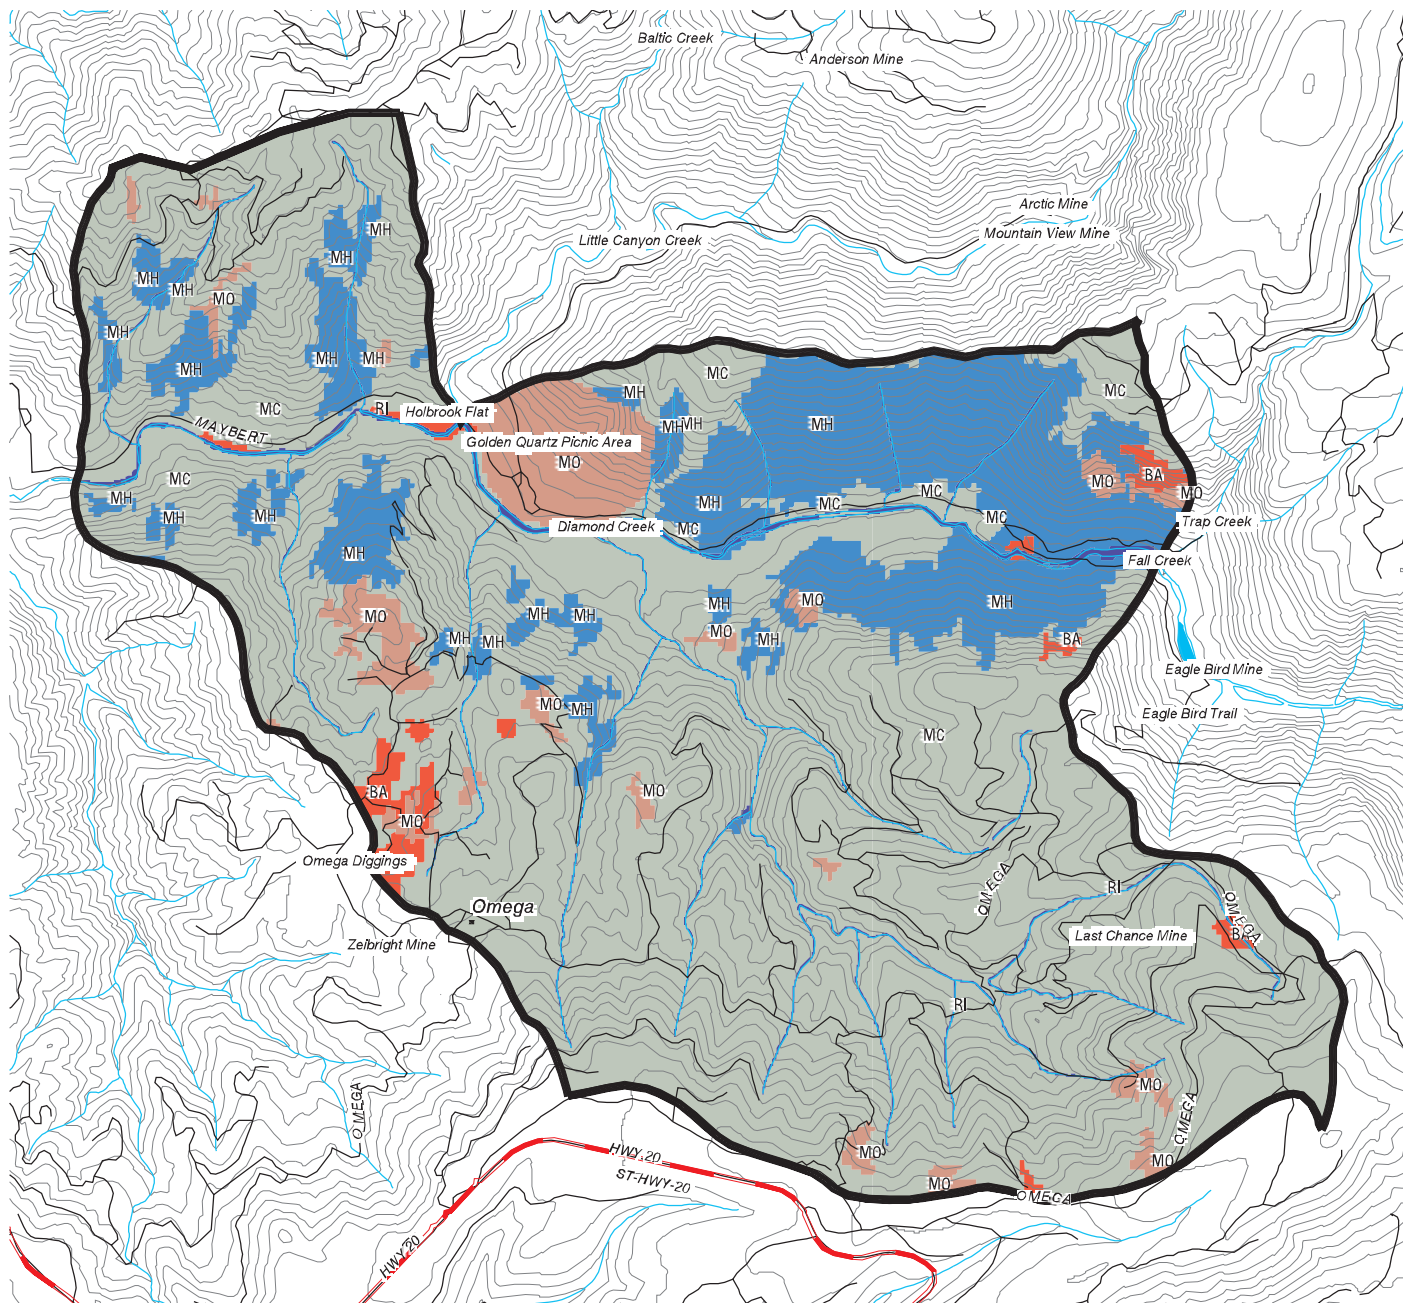 Baltic Creek
Anderson Mine
Arctic Mine
Mountain View Mine
Little Canyon Creek
MH
MH
MH
MH
MO
MH
MH
MH
MH
MC
MC
MH
MC
RI
Holbrook Flat
MAYBERT
MH
MH
MH
Golden Quartz Picnic Area
MO
MC
MH
MO
BA
MO
MH
MH
MH
MH
MC
MC
MC
Diamond Creek
MC
Trap Creek
MH
Fall Creek
MO
MH
MH
MH
MO
MH
MO
MH
MH
MH
BA
Eagle Bird Mine
MO
MH
Eagle Bird Trail
MC
BA
MO
MO
Omega Diggings
OMEGA
RI
Omega
OMEGA
Last Chance Mine
BA
Zeibright Mine
RI
MO
OMEGA
OMEGA
MO
MO
HWY 20
ST-HWY-20
MO
OMEGA
HWY 20